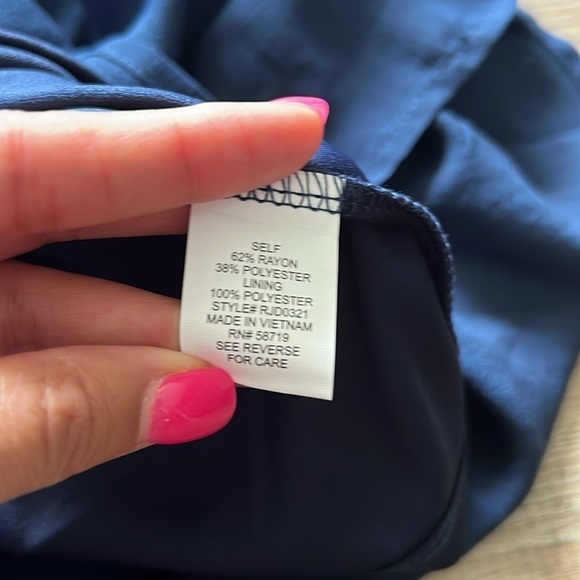 SELF
62% RAYON
38% POLYESTER
LINING
100% POLYESTER
STYLE# RJD0321
MADE IN VIETNAM
RN# 58719
SEE REVERSE
FOR CARE